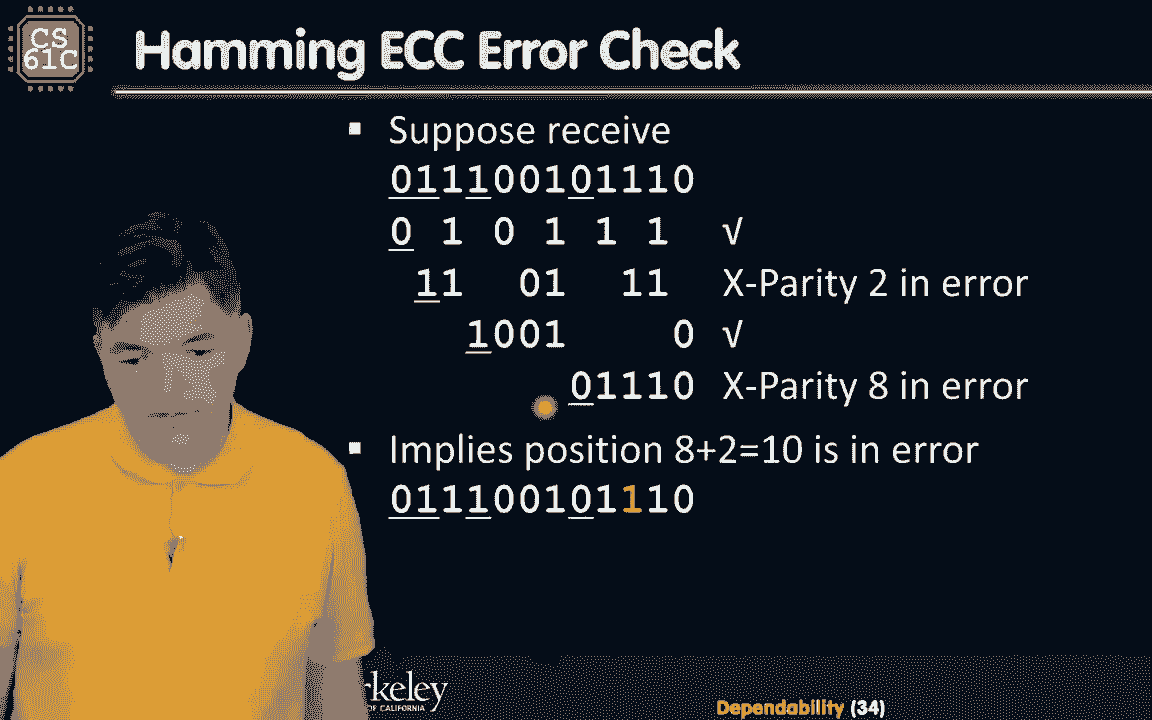 CS
61C
Hamming ECC Error Check
▪ Suppose receive
011100101110
0 1 0 1 1 1 √
11 01 11 X-Parity 2 in error
1001 0 √
01110 X-Parity 8 in error
▪ Implies position 8+2=10 is in error
011100101110
rkeley
OF CALIFORNIA
Dependability (34)